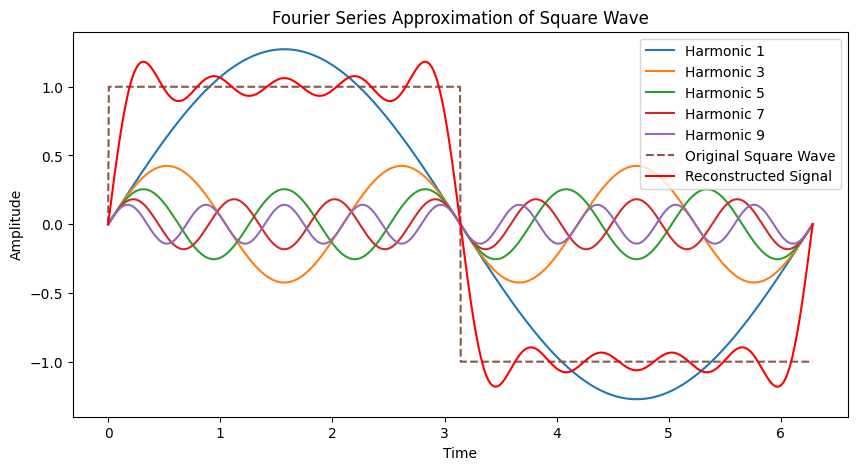 Fourier Series Approximation of Square Wave
Harmonic 1
Harmonic 3
Harmonic 5
Harmonic 7
Harmonic 9
Original Square Wave
Reconstructed Signal
Amplitude
1.0
0.5
0.0
−0.5
−1.0
0 1 2 3 4 5 6
Time